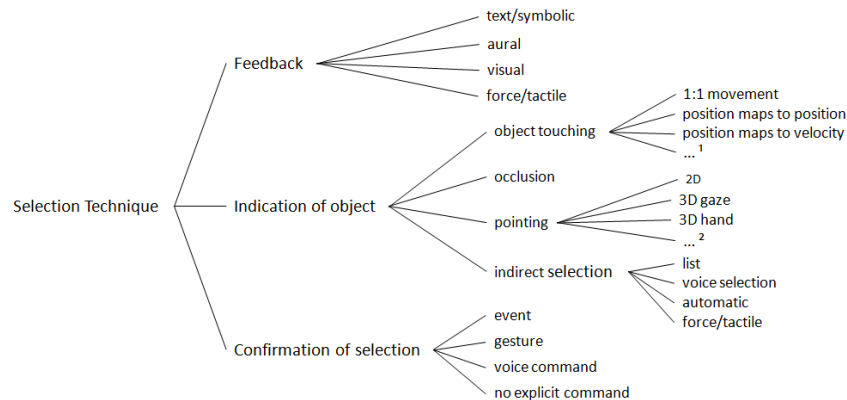 Selection Technique
Feedback
text/symbolic
aural
visual
force/tactile
Indication of object
object touching
1:1 movement
position maps to position
position maps to velocity
... 1
occlusion
pointing
2D
3D gaze
3D hand
... 2
indirect selection
list
voice selection
automatic
force/tactile
Confirmation of selection
event
gesture
voice command
no explicit command